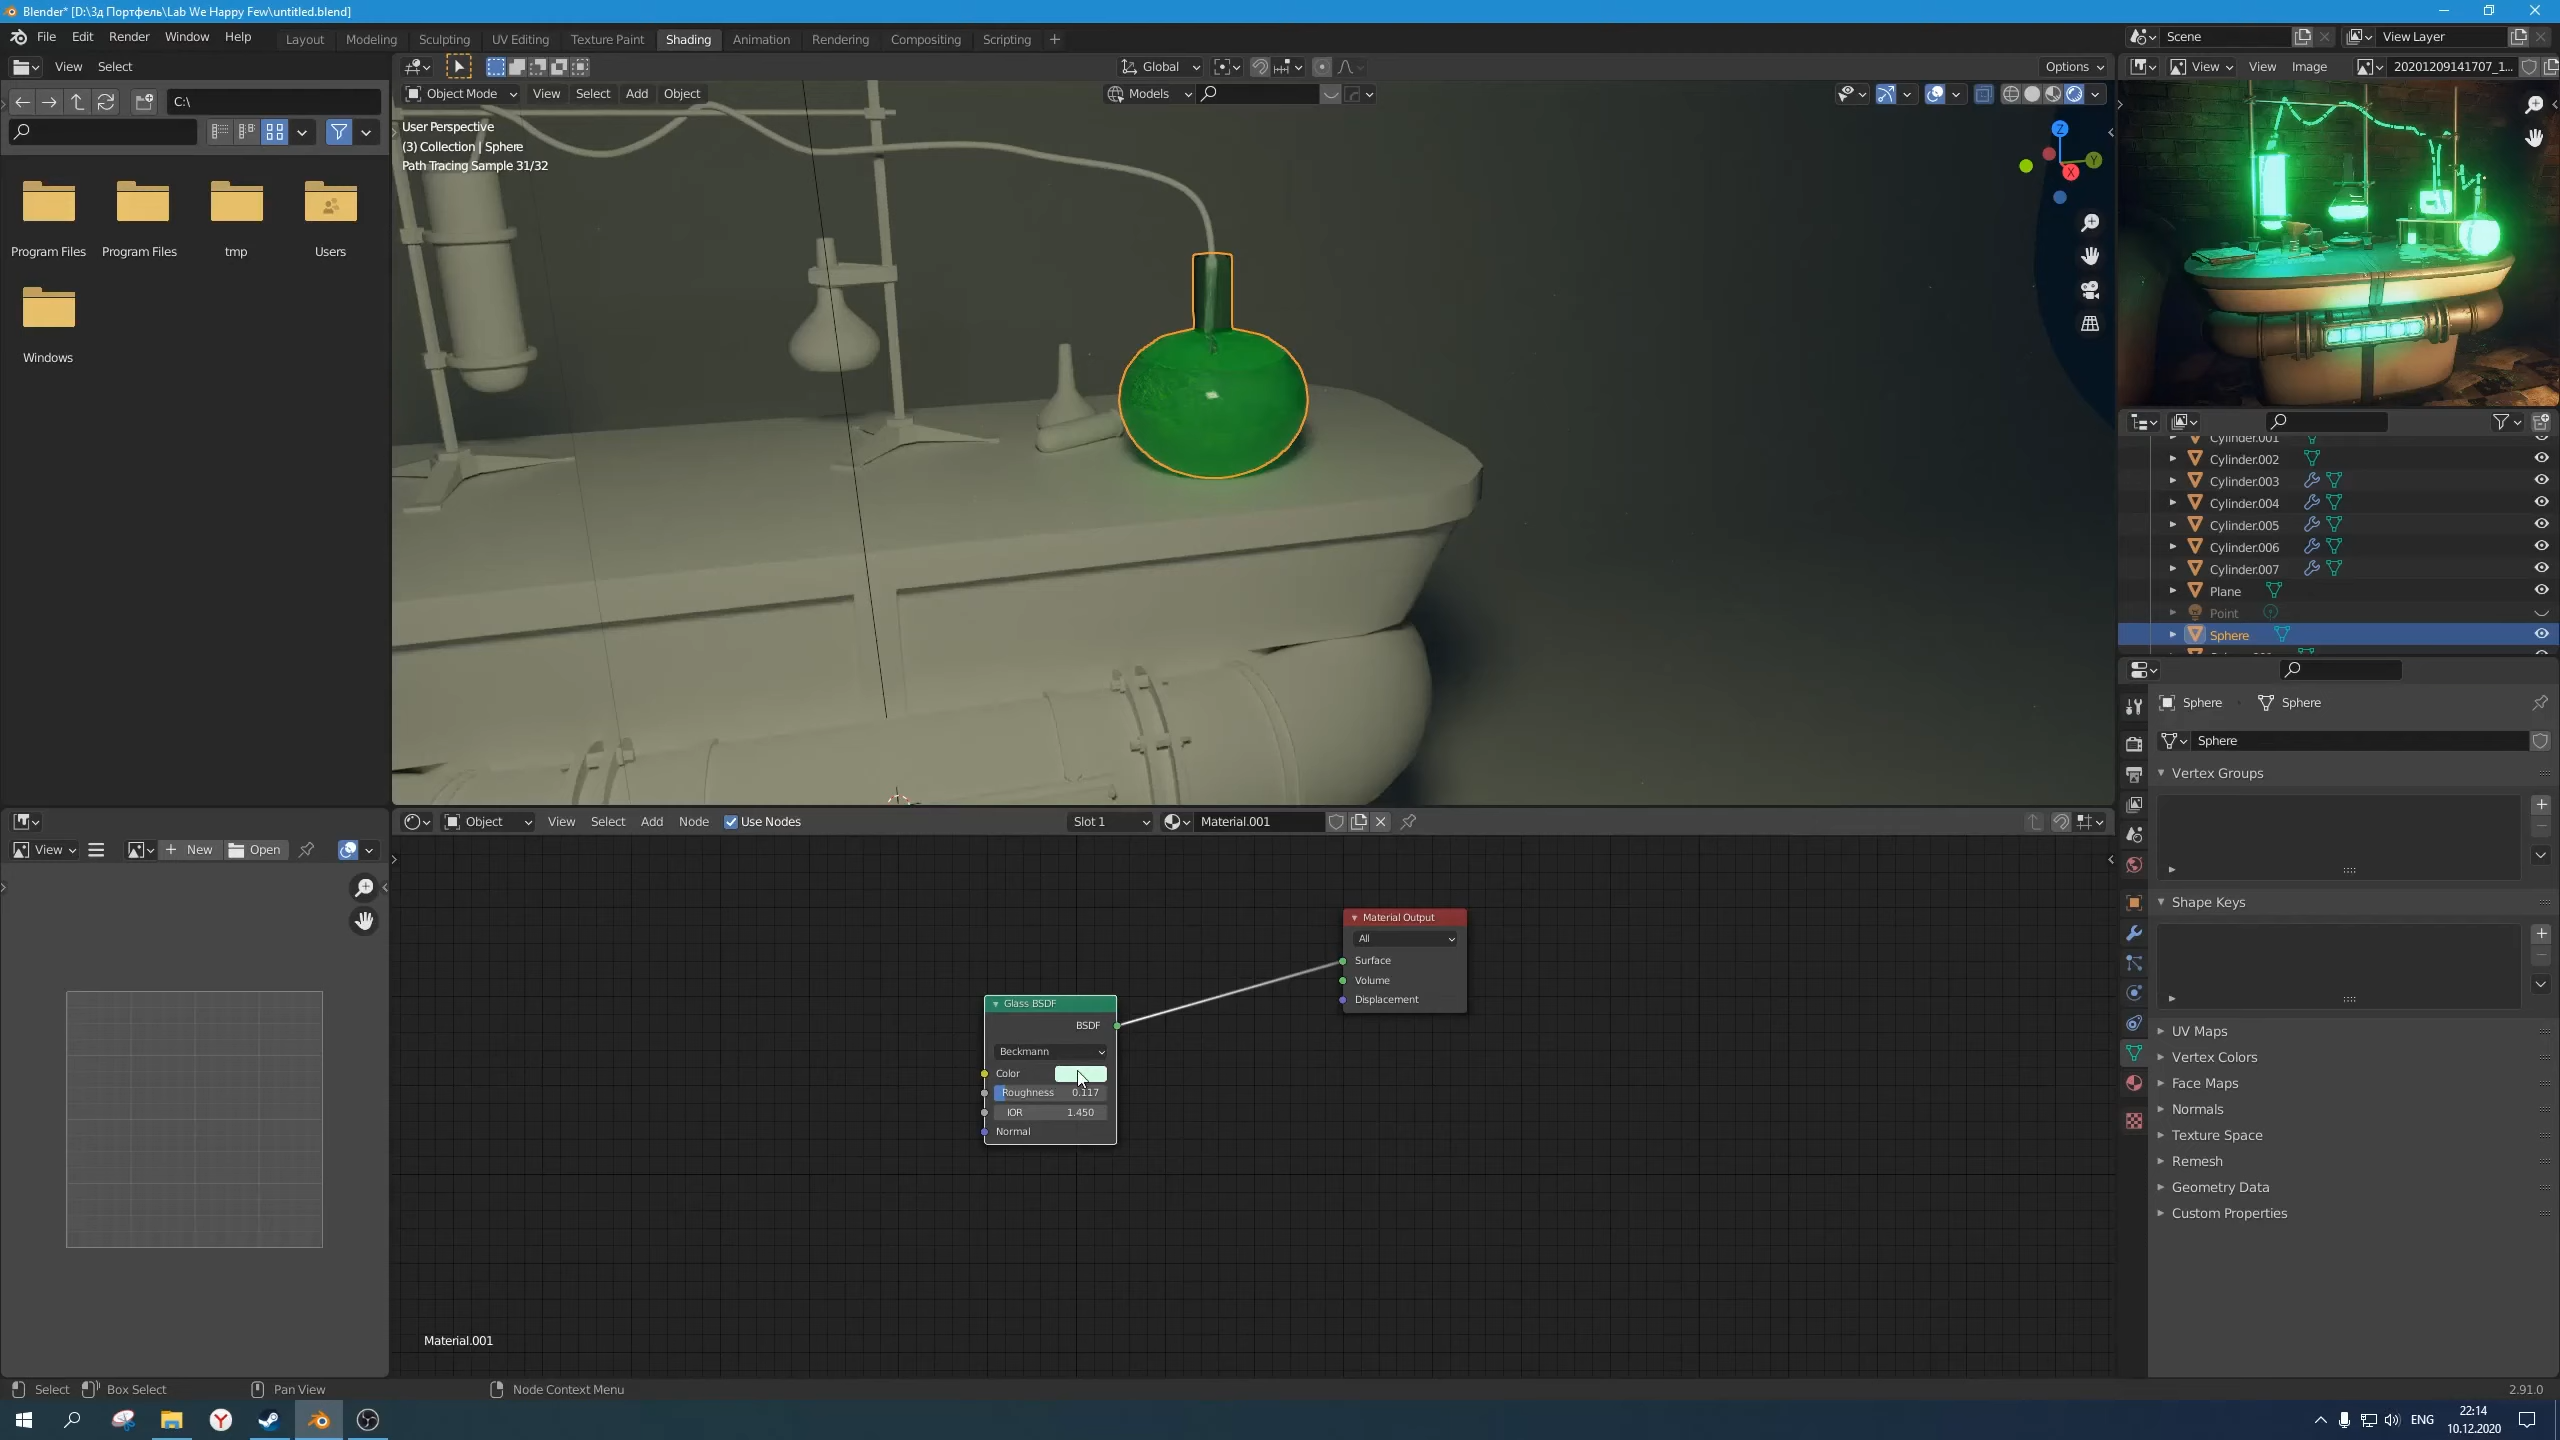 Blender* [D:\3д Портфель\Lab We Happy Few\untitled.blend]
File Edit Render Window Help
Layout Modeling Sculpting UV Editing Texture Paint Shading Animation Rendering Compositing Scripting +
Scene
View Layer
View Select
Global
Options
View View Image 20201209141707_1...
C:\
Object Mode View Select Add Object
Models
User Perspective
(3) Collection | Sphere
Path Tracing Sample 31/32
Z
Y
X
Program Files
Program Files
tmp
Users
Windows
Cylinder.001
Cylinder.002
Cylinder.003
Cylinder.004
Cylinder.005
Cylinder.006
Cylinder.007
Plane
Point
Sphere
Sphere Sphere
Sphere
Vertex Groups
Shape Keys
UV Maps
Vertex Colors
Face Maps
Normals
Texture Space
Remesh
Geometry Data
Custom Properties
Object View Select Add Node Use Nodes
Slot 1
Material.001
View
New
Open
Material Output
All
Surface
Volume
Displacement
Glass BSDF
BSDF
Beckmann
Color
Roughness 0.117
IOR 1.450
Normal
Material.001
Select Box Select Pan View Node Context Menu
2.91.0
ENG
22:14
10.12.2020